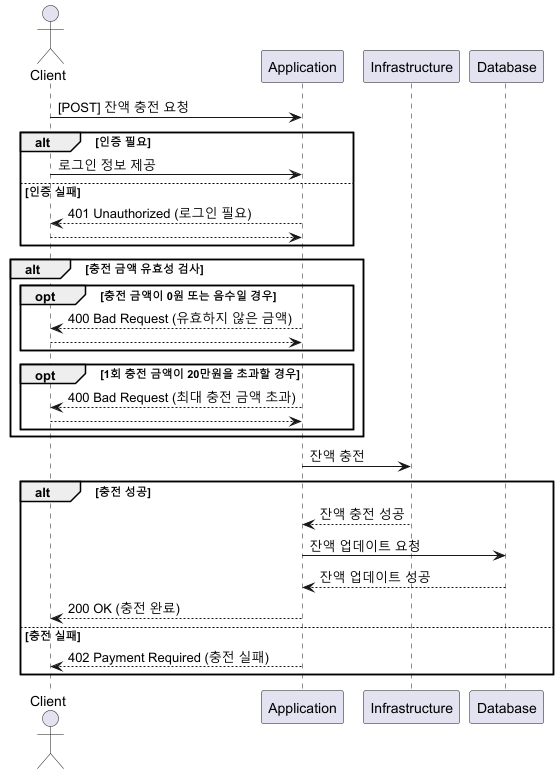 Client
Application
Infrastructure
Database
[POST] 잔액 충전 요청
alt
[인증 필요]
로그인 정보 제공
[인증 실패]
401 Unauthorized (로그인 필요)
alt
[충전 금액 유효성 검사]
opt
[충전 금액이 0원 또는 음수일 경우]
400 Bad Request (유효하지 않은 금액)
opt
[1회 충전 금액이 20만원을 초과할 경우]
400 Bad Request (최대 충전 금액 초과)
잔액 충전
alt
[충전 성공]
잔액 충전 성공
잔액 업데이트 요청
잔액 업데이트 성공
200 OK (충전 완료)
[충전 실패]
402 Payment Required (충전 실패)
Client
Application
Infrastructure
Database